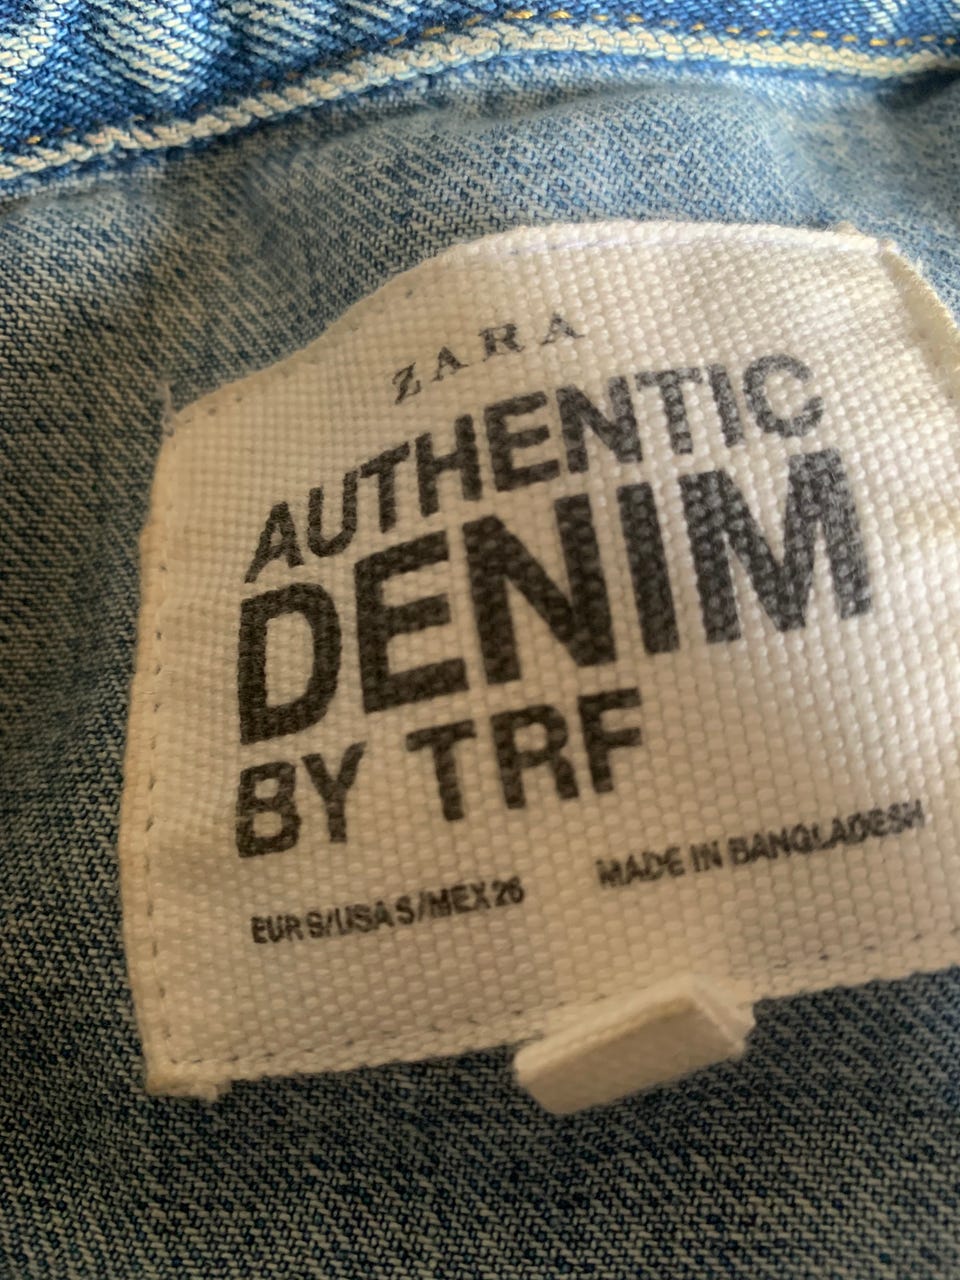 ZARA
AUTHENTIC
DENIM
BY TRF
EUR S/USA S/MEX 26
MADE IN BANGLADESH